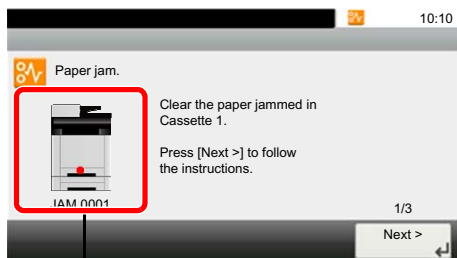 10:10
Paper jam.
Clear the paper jammed in
Cassette 1.
Press [Next >] to follow
the instructions.
JAM 0001
1/3
Next >